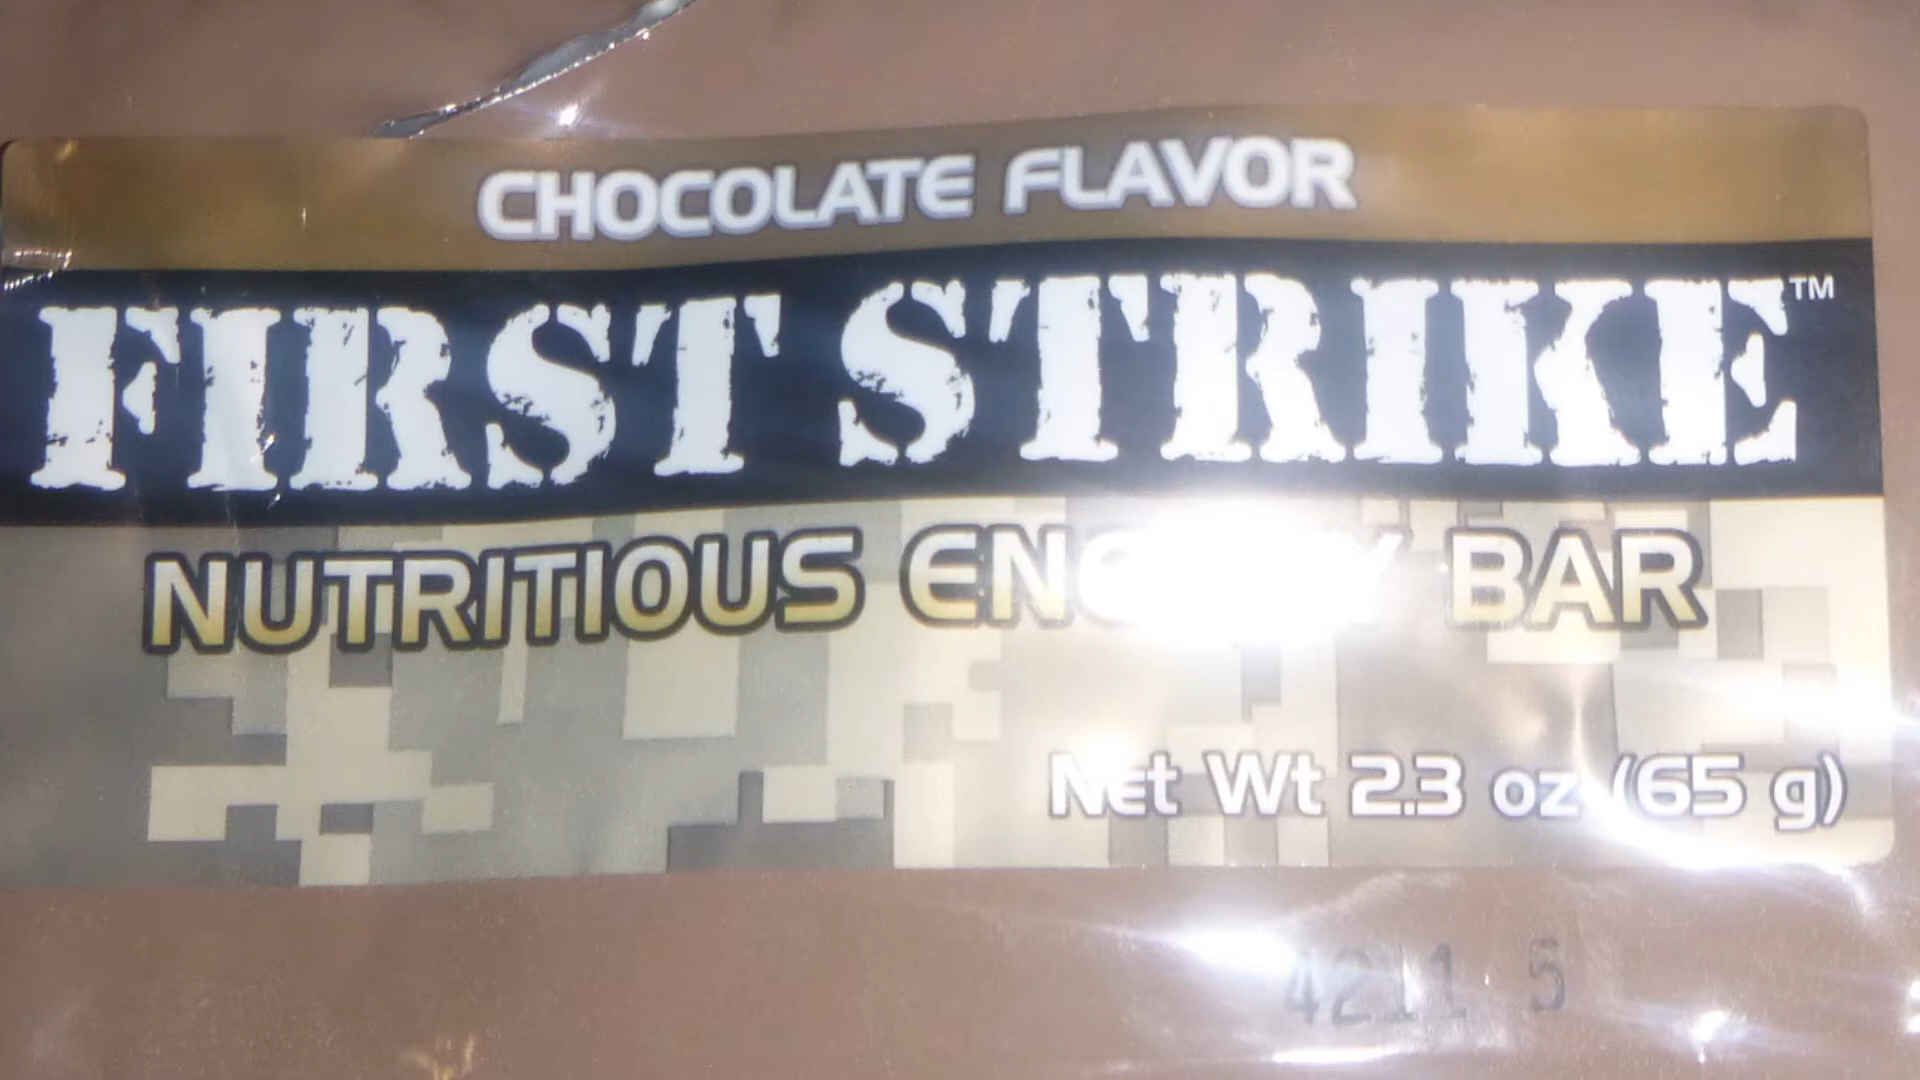 CHOCOLATE FLAVOR
FIRST STRIKE™
NUTRITIOUS BAR
Net Wt 2.3 oz (65 g)
4211 5